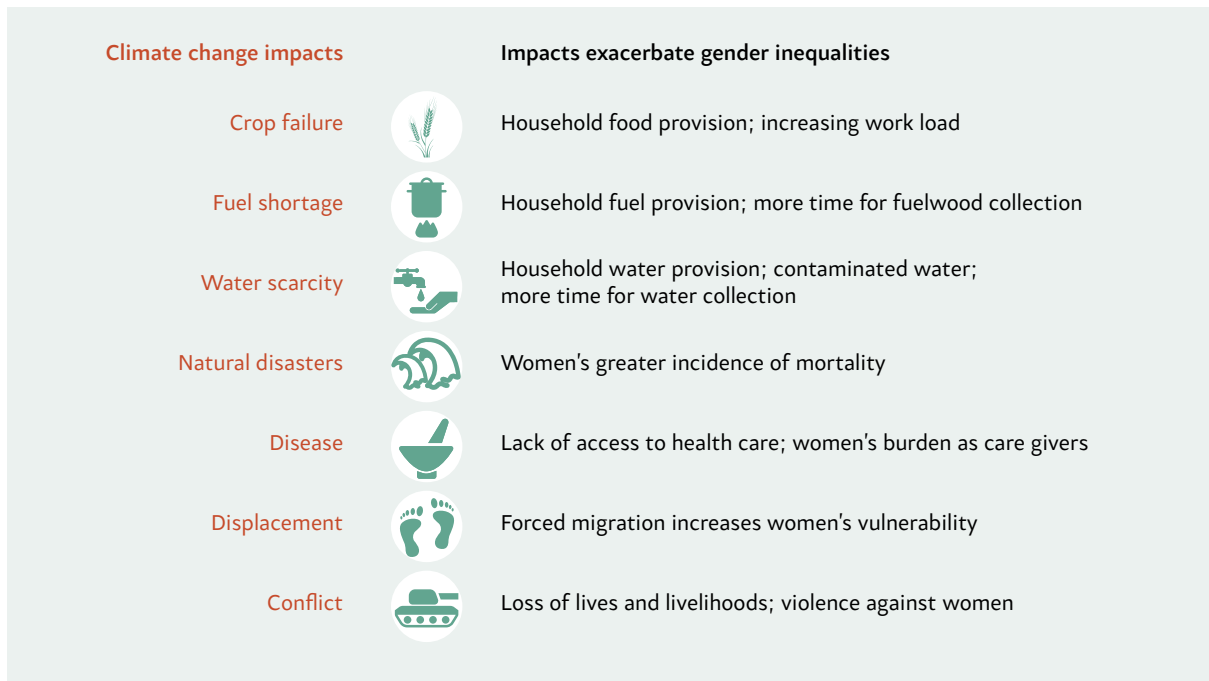 Climate change impacts
Impacts exacerbate gender inequalities
Crop failure
Household food provision; increasing work load
Fuel shortage
Household fuel provision; more time for fuelwood collection
Water scarcity
Household water provision; contaminated water;
more time for water collection
Natural disasters
Women's greater incidence of mortality
Disease
Lack of access to health care; women's burden as care givers
Displacement
Forced migration increases women's vulnerability
Conflict
Loss of lives and livelihoods; violence against women